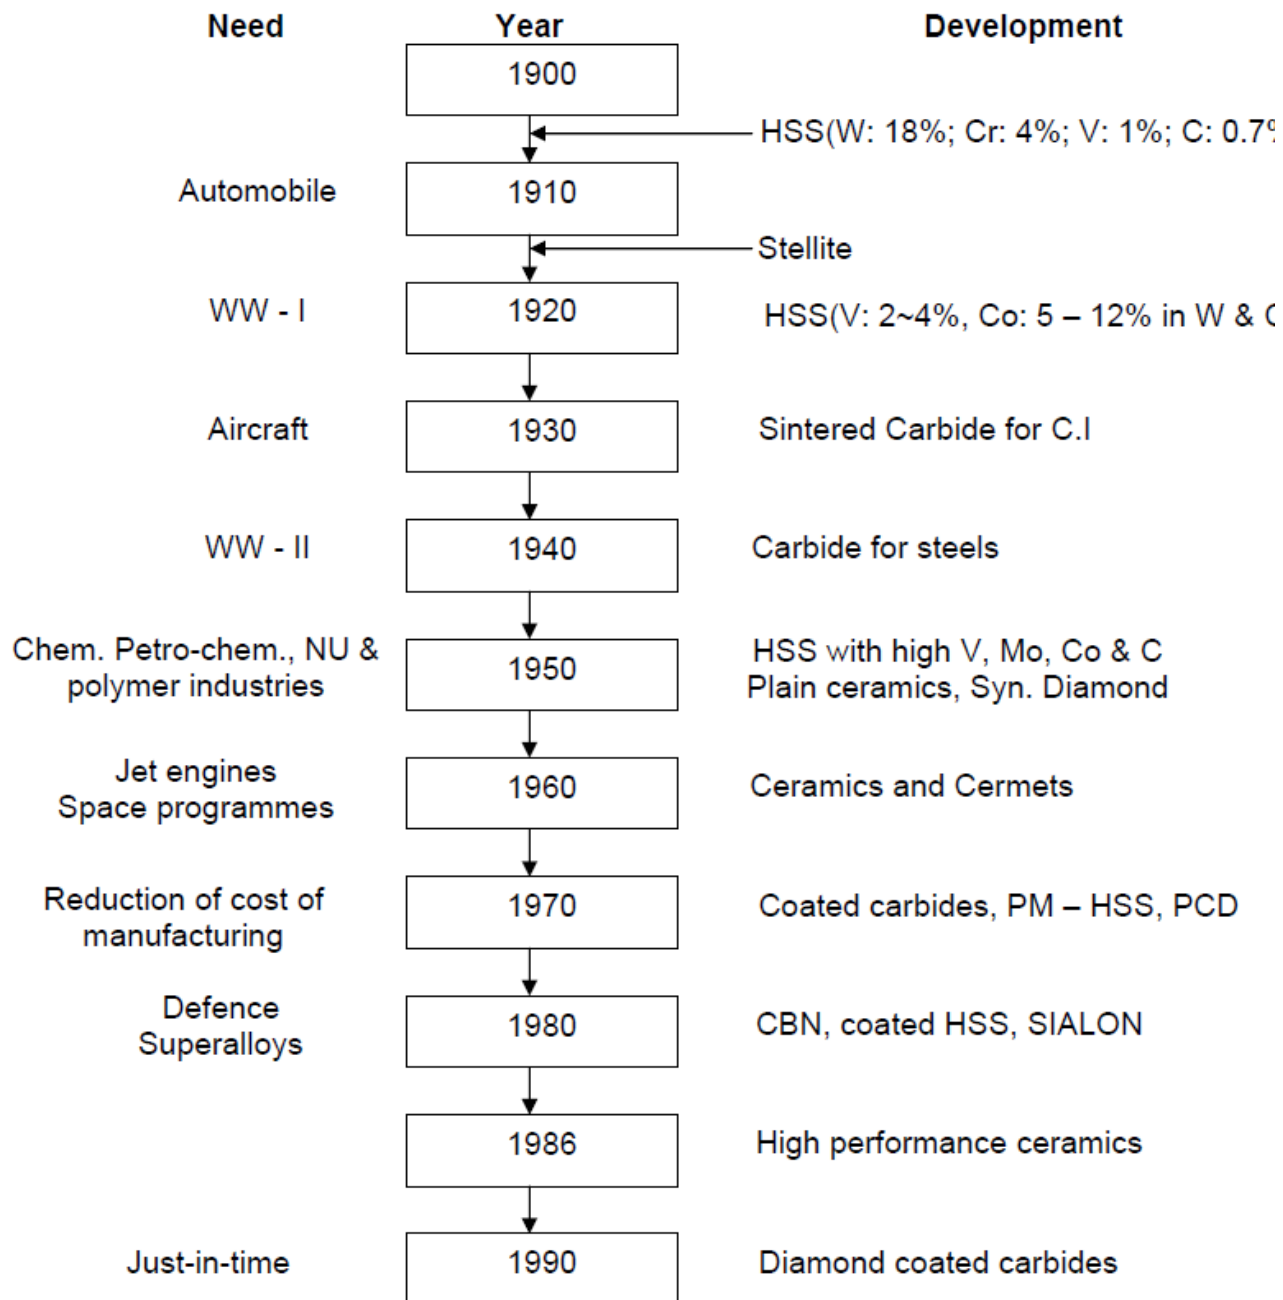 Need Year Development
1900
HSS(W: 18%; Cr: 4%; V: 1%; C: 0.7%
Automobile 1910
Stellite
WW - I 1920 HSS(V: 2~4%, Co: 5 – 12% in W &
Aircraft 1930 Sintered Carbide for C.I
WW - II 1940 Carbide for steels
Chem. Petro-chem., NU &
polymer industries
1950
HSS with high V, Mo, Co & C
Plain ceramics, Syn. Diamond
Jet engines
Space programmes
1960
Ceramics and Cermets
Reduction of cost of
manufacturing
1970
Coated carbides, PM – HSS, PCD
Defence
Superalloys
1980
CBN, coated HSS, SIALON
1986 High performance ceramics
Just-in-time 1990 Diamond coated carbides